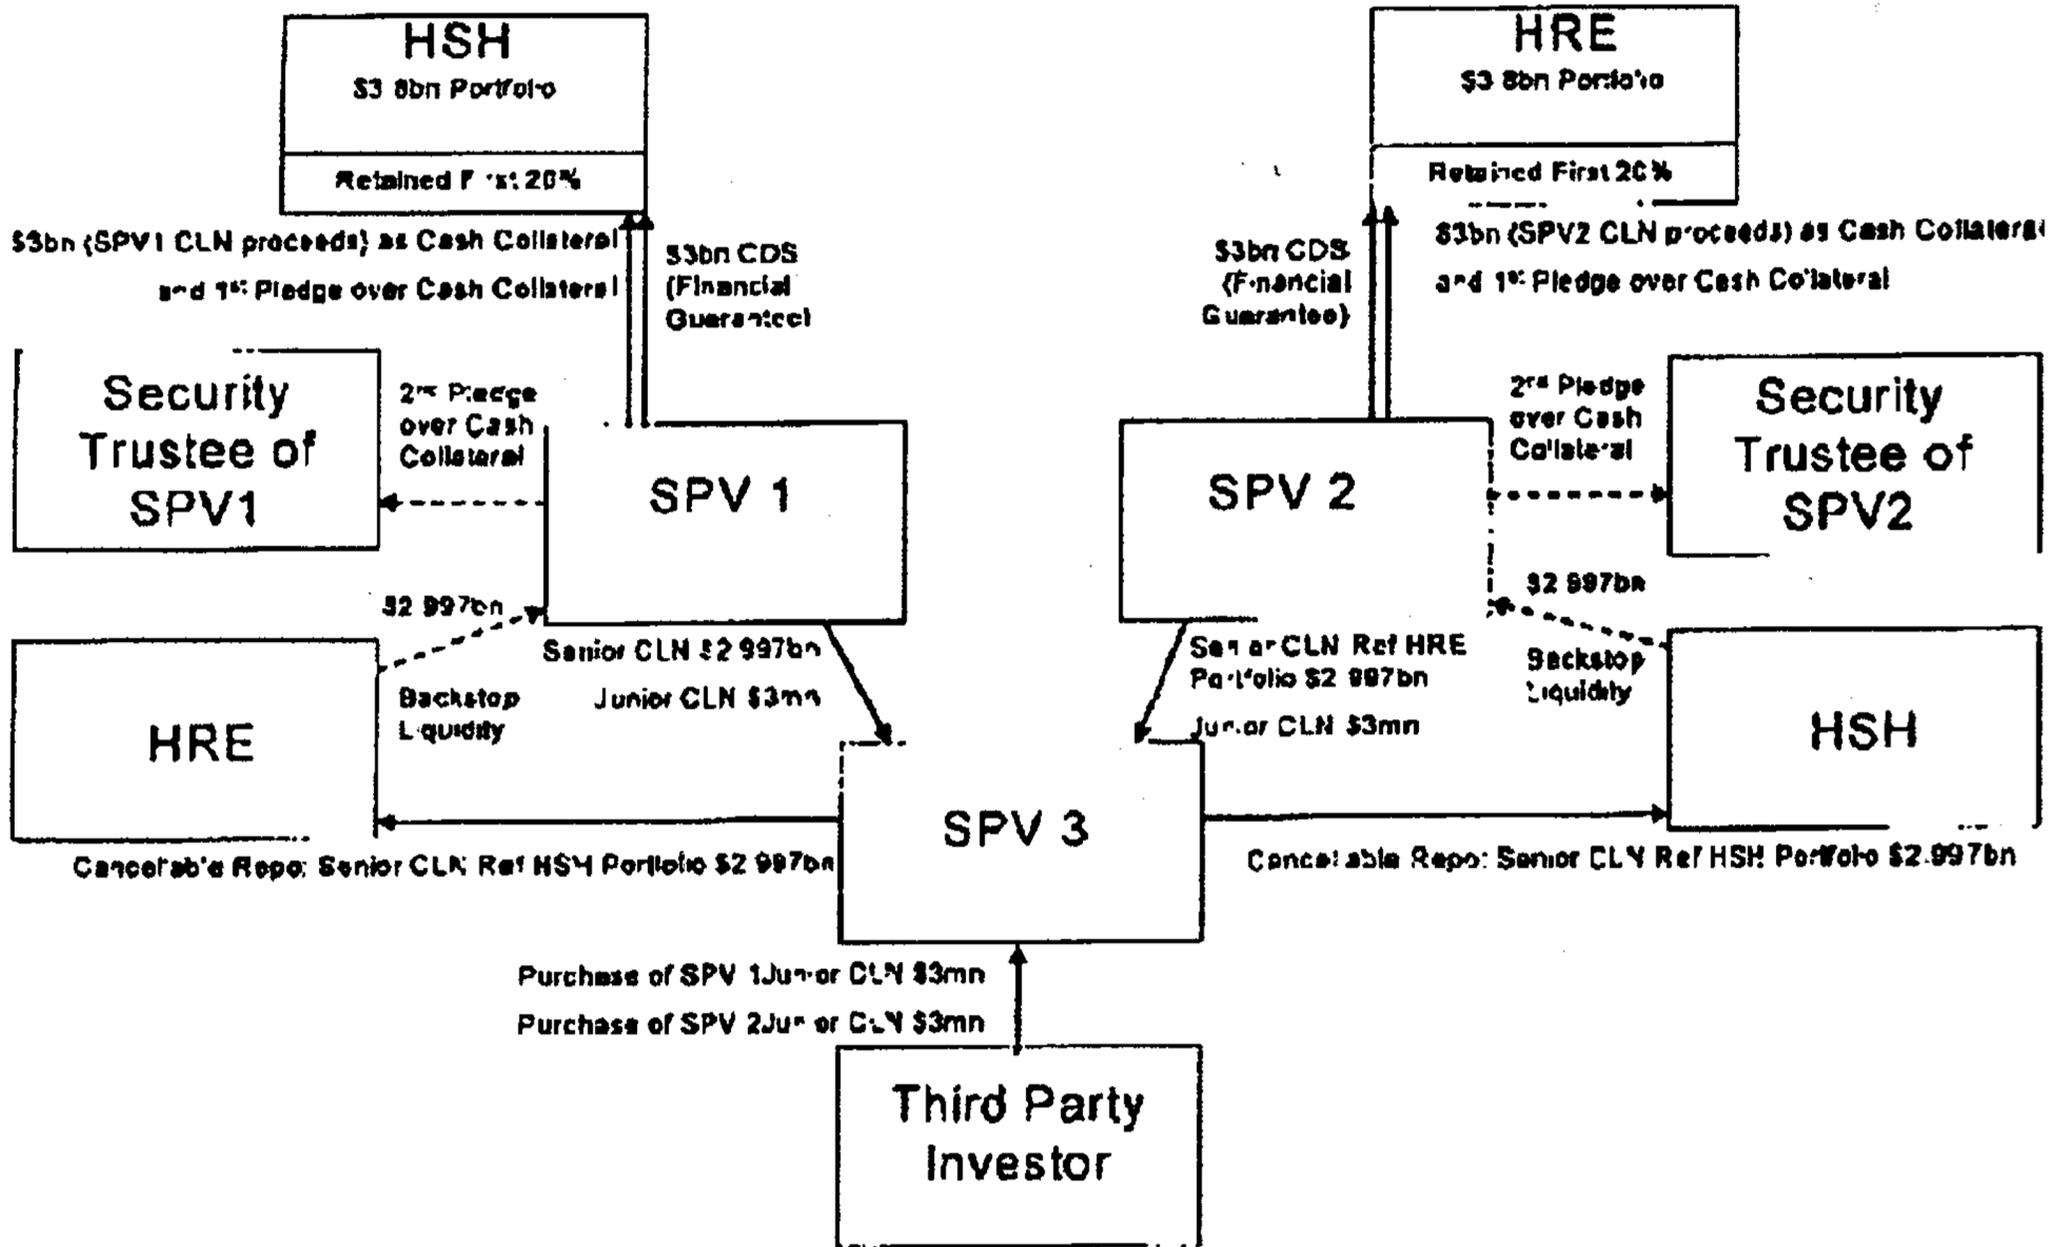 HSH
$3 8bn Portfolio
Retained First 20%
HRE
$3 8bn Portfolio
Retained First 20%
$3bn (SPV1 CLN proceeds) as Cash Collateral
and 1st Pledge over Cash Collateral
$3bn CDS
(Financial
Guarantee)
$3bn CDS
(Financial
Guarantee)
$3bn (SPV2 CLN proceeds) as Cash Collateral
and 1st Pledge over Cash Collateral
Security
Trustee of
SPV1
2nd Pledge
over Cash
Collateral
SPV 1
SPV 2
2nd Pledge
over Cash
Collateral
Security
Trustee of
SPV2
$2 997bn
HRE
Backstop
Liquidity
Senior CLN $2 997bn
Junior CLN $3mn
Senior CLN Ref HRE
Portfolio $2 997bn
Junior CLN $3mn
$2 997bn
Backstop
Liquidity
HSH
SPV 3
Cancelable Repo: Senior CLN Ref HSH Portfolio $2 997bn
Cancelable Repo: Senior CLN Ref HSH Portfolio $2.997bn
Purchase of SPV 1Junior CLN $3mn
Purchase of SPV 2Junior CLN $3mn
Third Party
Investor